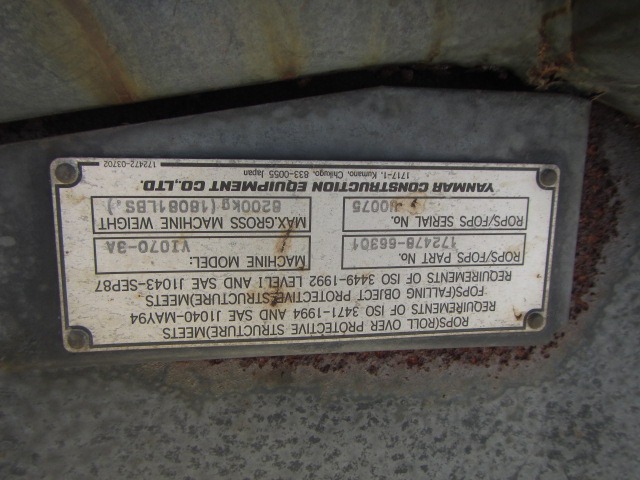 ROPS(ROLL OVER PROTECTIVE STRUCTURE)MEETS
REQUIREMENTS OF ISO 3471-1994 AND SAE J1040-MAY94
FOPS(FALLING OBJECT PROTECTIVE STRUCTURE)MEETS
REQUIREMENTS OF ISO 3449-1992 LEVEL I AND SAE J1043-SEP87
ROPS/FOPS PART No. MACHINE MODEL:
172478-66301 VIO70-3A
ROPS/FOPS SERIAL No. MAX.GROSS MACHINE WEIGHT
U0075 8200kg(18081LBS.)
YANMAR CONSTRUCTION EQUIPMENT CO.,LTD.
1717-1, Kumano, Chikugo, 833-0055 Japan
172472-03702